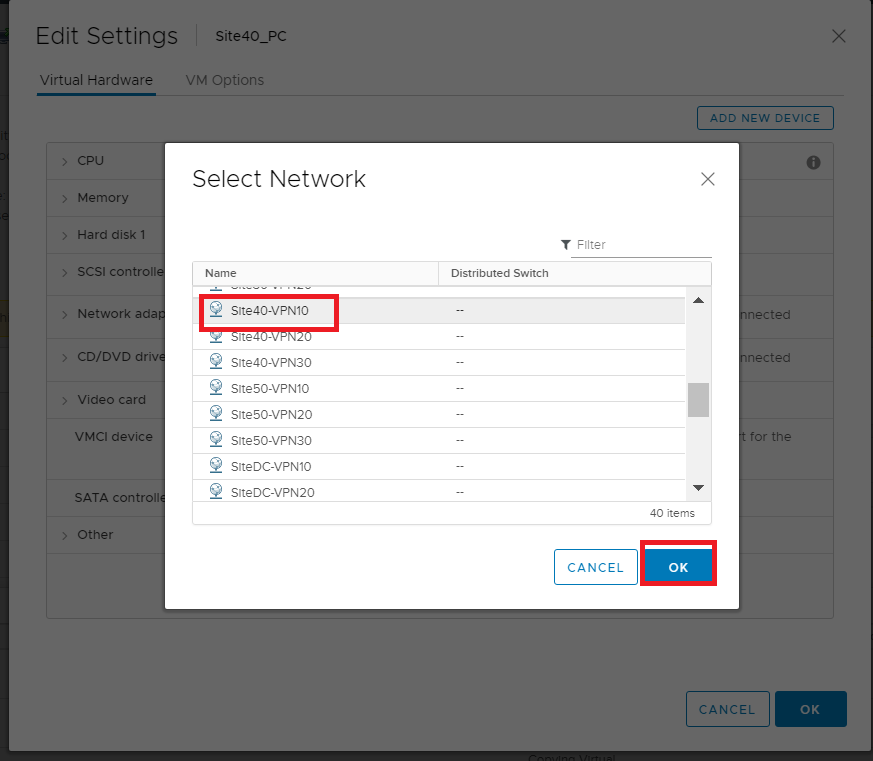 Edit Settings Site40_PC
Virtual Hardware VM Options
ADD NEW DEVICE
CPU
Memory
Hard disk 1
SCSI controlle
Network adap
nnected
CD/DVD drive
nnected
Video card
VMCI device
t for the
SATA controlle
Other
Select Network
Filter
Name Distributed Switch
Site40-VPN10 --
Site40-VPN20 --
Site40-VPN30 --
Site50-VPN10 --
Site50-VPN20 --
Site50-VPN30 --
SiteDC-VPN10 --
SiteDC-VPN20 --
40 items
CANCEL OK
CANCEL OK